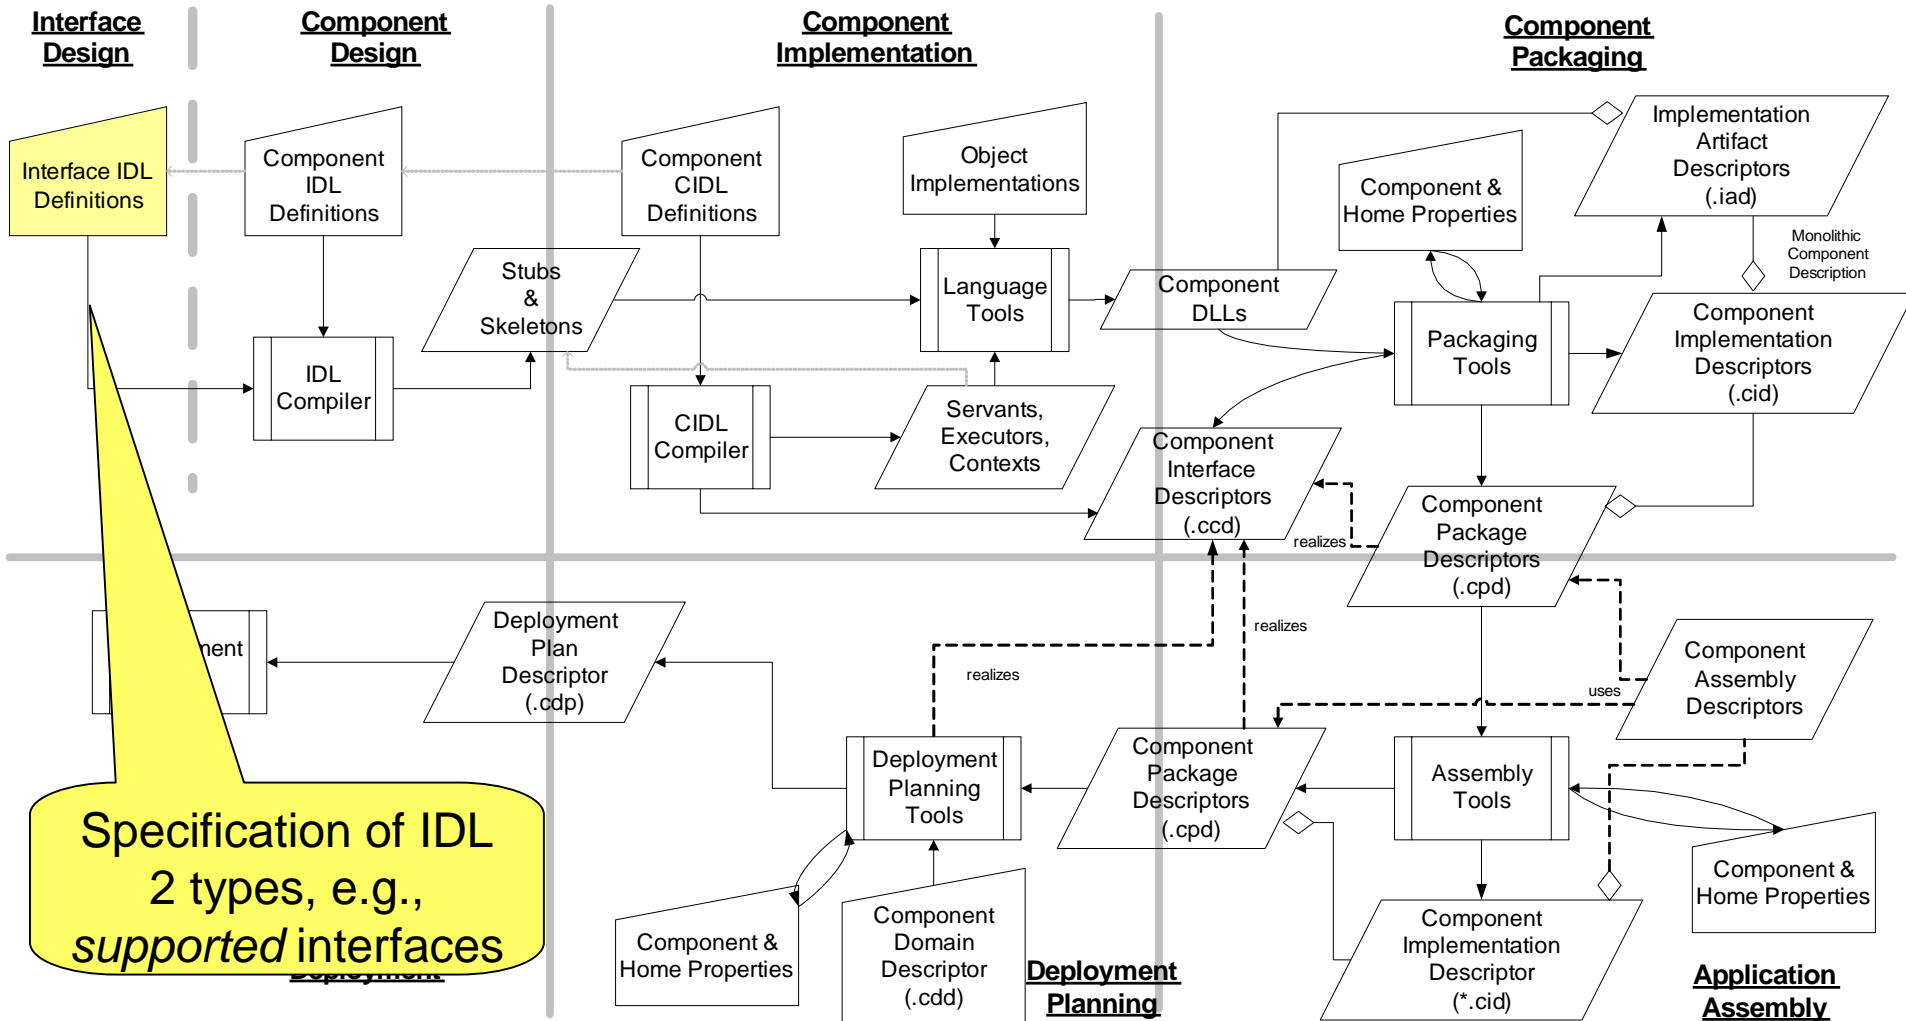 Interface
Design
Component
Design
Component
Implementation
Component
Packaging
Interface IDL
Definitions
Component
IDL
Definitions
Component
CIDL
Definitions
Object
Implementations
Component &
Home Properties
Implementation
Artifact
Descriptors
(.iad)
Monolithic
Component
Description
Stubs
&
Skeletons
Language
Tools
Component
DLLs
Packaging
Tools
Component
Implementation
Descriptors
(.cid)
IDL
Compiler
CIDL
Compiler
Servants,
Executors,
Contexts
Component
Interface
Descriptors
(.ccd)
realizes
Component
Package
Descriptors
(.cpd)
ment
Deployment
Plan
Descriptor
(.cdp)
realizes
realizes
uses
Component
Assembly
Descriptors
Deployment
Planning
Tools
Component
Package
Descriptors
(.cpd)
Assembly
Tools
Component &
Home Properties
Specification of IDL
2 types, e.g.,
supported interfaces
Component &
Home Properties
Component
Domain
Descriptor
(.cdd)
Component
Implementation
Descriptor
(*.cid)
Deployment
Deployment
Planning
Application
Assembly